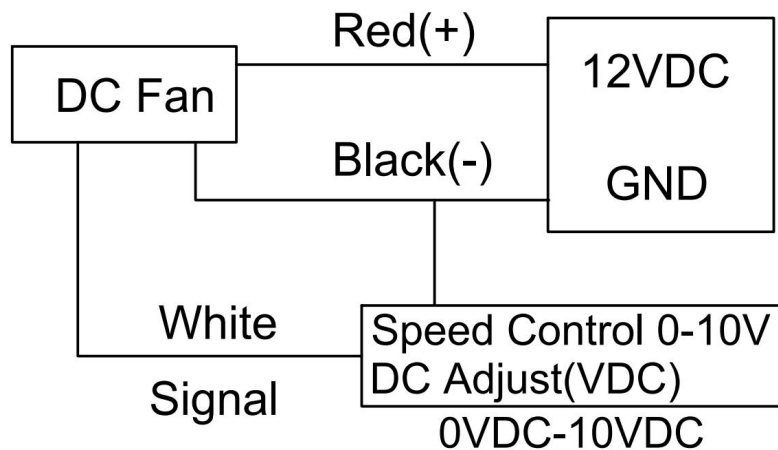 Red(+)
DC Fan
12VDC
Black(-)
GND
White
Signal
Speed Control 0-10V
DC Adjust(VDC)
0VDC-10VDC